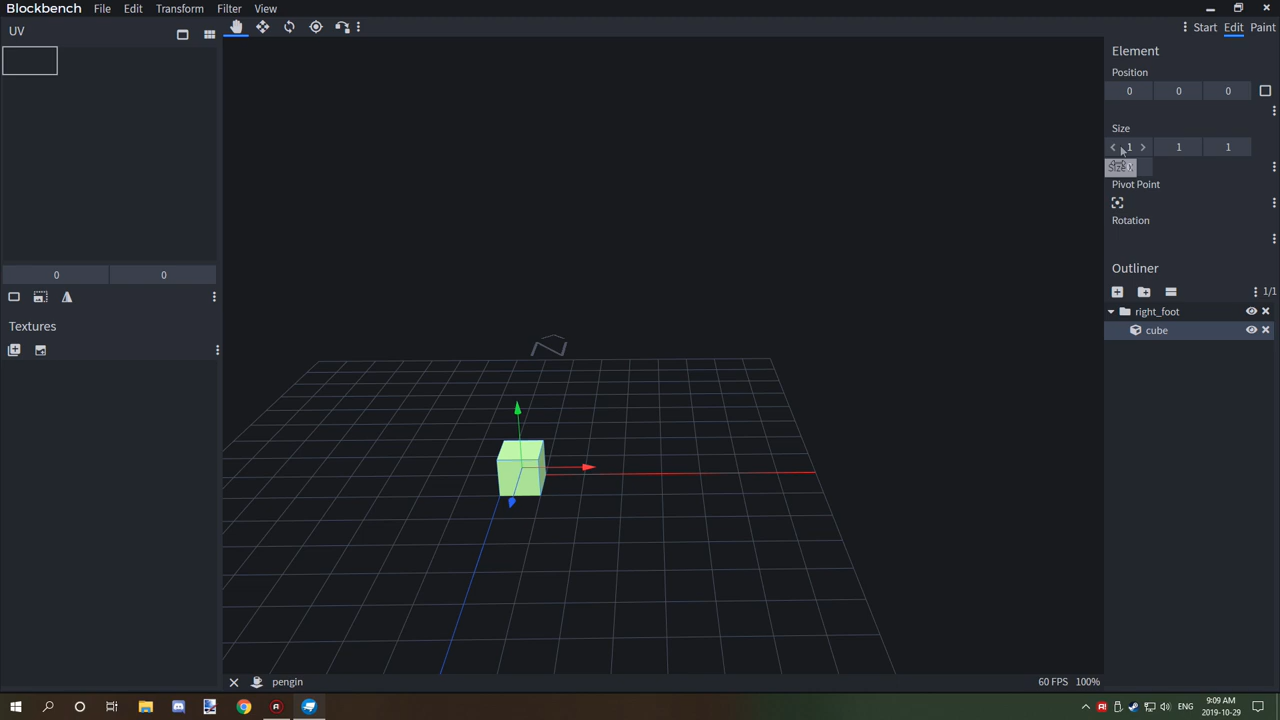 Blockbench File Edit Transform Filter View
UV
Start Edit Paint
Element
Position
0 0 0
Size
1 1 1
Pivot Point
Rotation
0 0
Outliner
1/1
Textures
right_foot
cube
pengin
60 FPS 100%
ENG
9:09 AM
2019-10-29